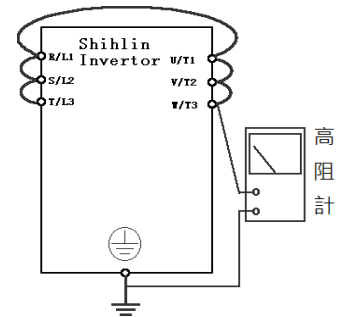 Shihlin
Invertor
R/L1
S/L2
T/L3
U/T1
V/T2
W/T3
高
阻
計